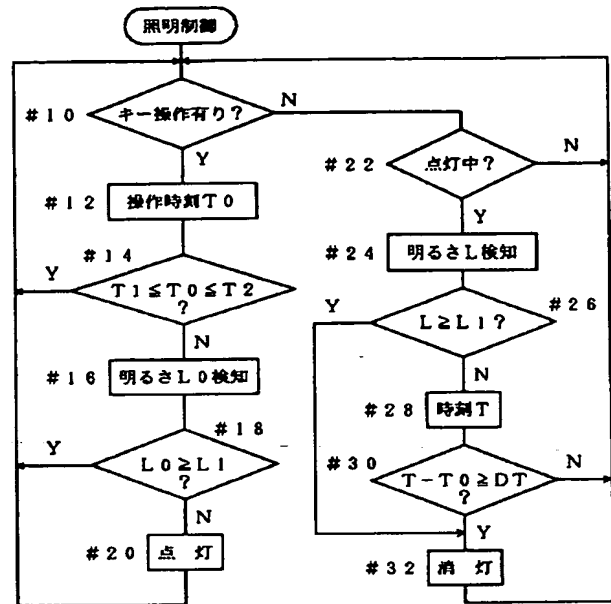 照明制御
#10
キー操作有り?
N
Y
#12
操作時刻T0
#14
Y
T1≦T0≦T2
?
N
#16
明るさL0検知
#18
Y
L0≧L1
?
N
#20
点 灯
#22
点灯中?
N
Y
#24
明るさL検知
#26
Y
L≧L1?
N
#28
時刻T
#30
T-T0≧DT
?
N
Y
#32
消 灯